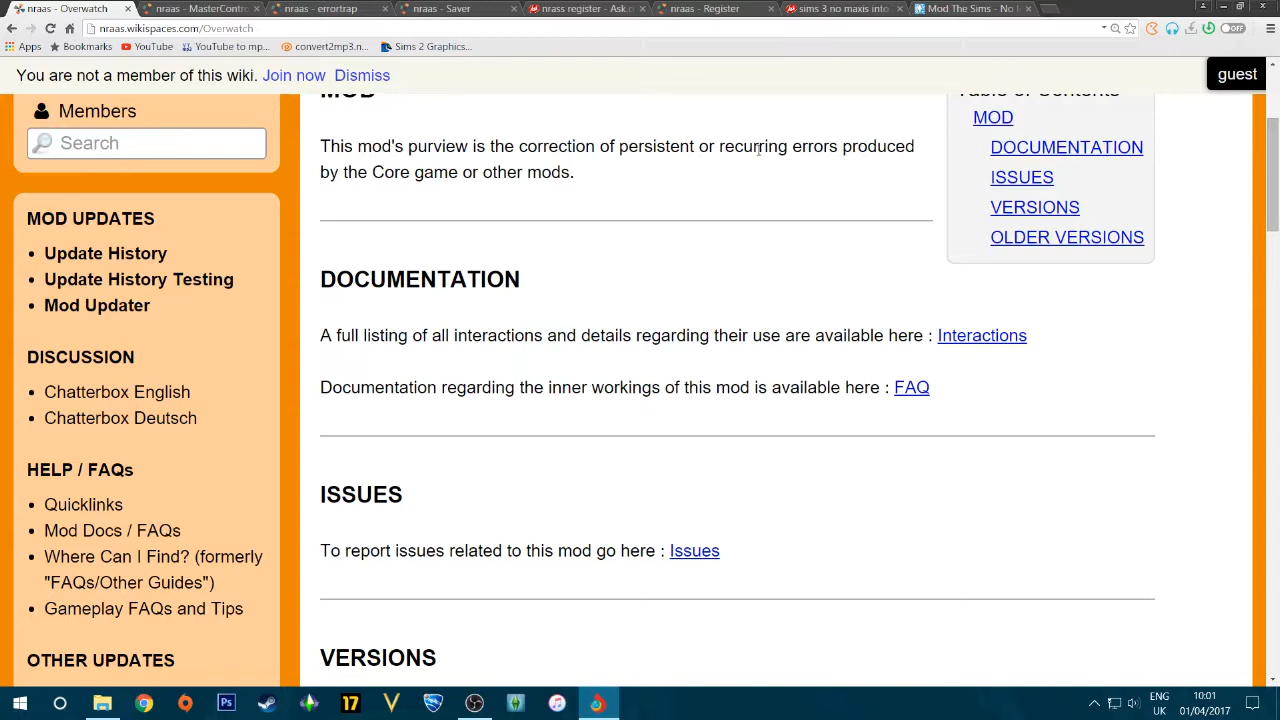 nraas - Overwatch
nraas - MasterContro
nraas - errortrap
nraas - Saver
nrass register - Ask.c
nraas - Register
sims 3 no maxis into
Mod The Sims - No I
nraas.wikispaces.com/Overwatch
Apps
Bookmarks
YouTube
YouTube to mp...
convert2mp3.n...
Sims 2 Graphics...
You are not a member of this wiki. Join now Dismiss
guest
Members
Search
MOD UPDATES
• Update History
• Update History Testing
• Mod Updater
DISCUSSION
• Chatterbox English
• Chatterbox Deutsch
HELP / FAQs
• Quicklinks
• Mod Docs / FAQs
• Where Can I Find? (formerly
"FAQs/Other Guides")
• Gameplay FAQs and Tips
OTHER UPDATES
MOD
This mod's purview is the correction of persistent or recurring errors produced
by the Core game or other mods.
DOCUMENTATION
A full listing of all interactions and details regarding their use are available here : Interactions
Documentation regarding the inner workings of this mod is available here : FAQ
ISSUES
To report issues related to this mod go here : Issues
VERSIONS
Table of Contents
MOD
DOCUMENTATION
ISSUES
VERSIONS
OLDER VERSIONS
Ps
17
ENG
UK
10:01
01/04/2017